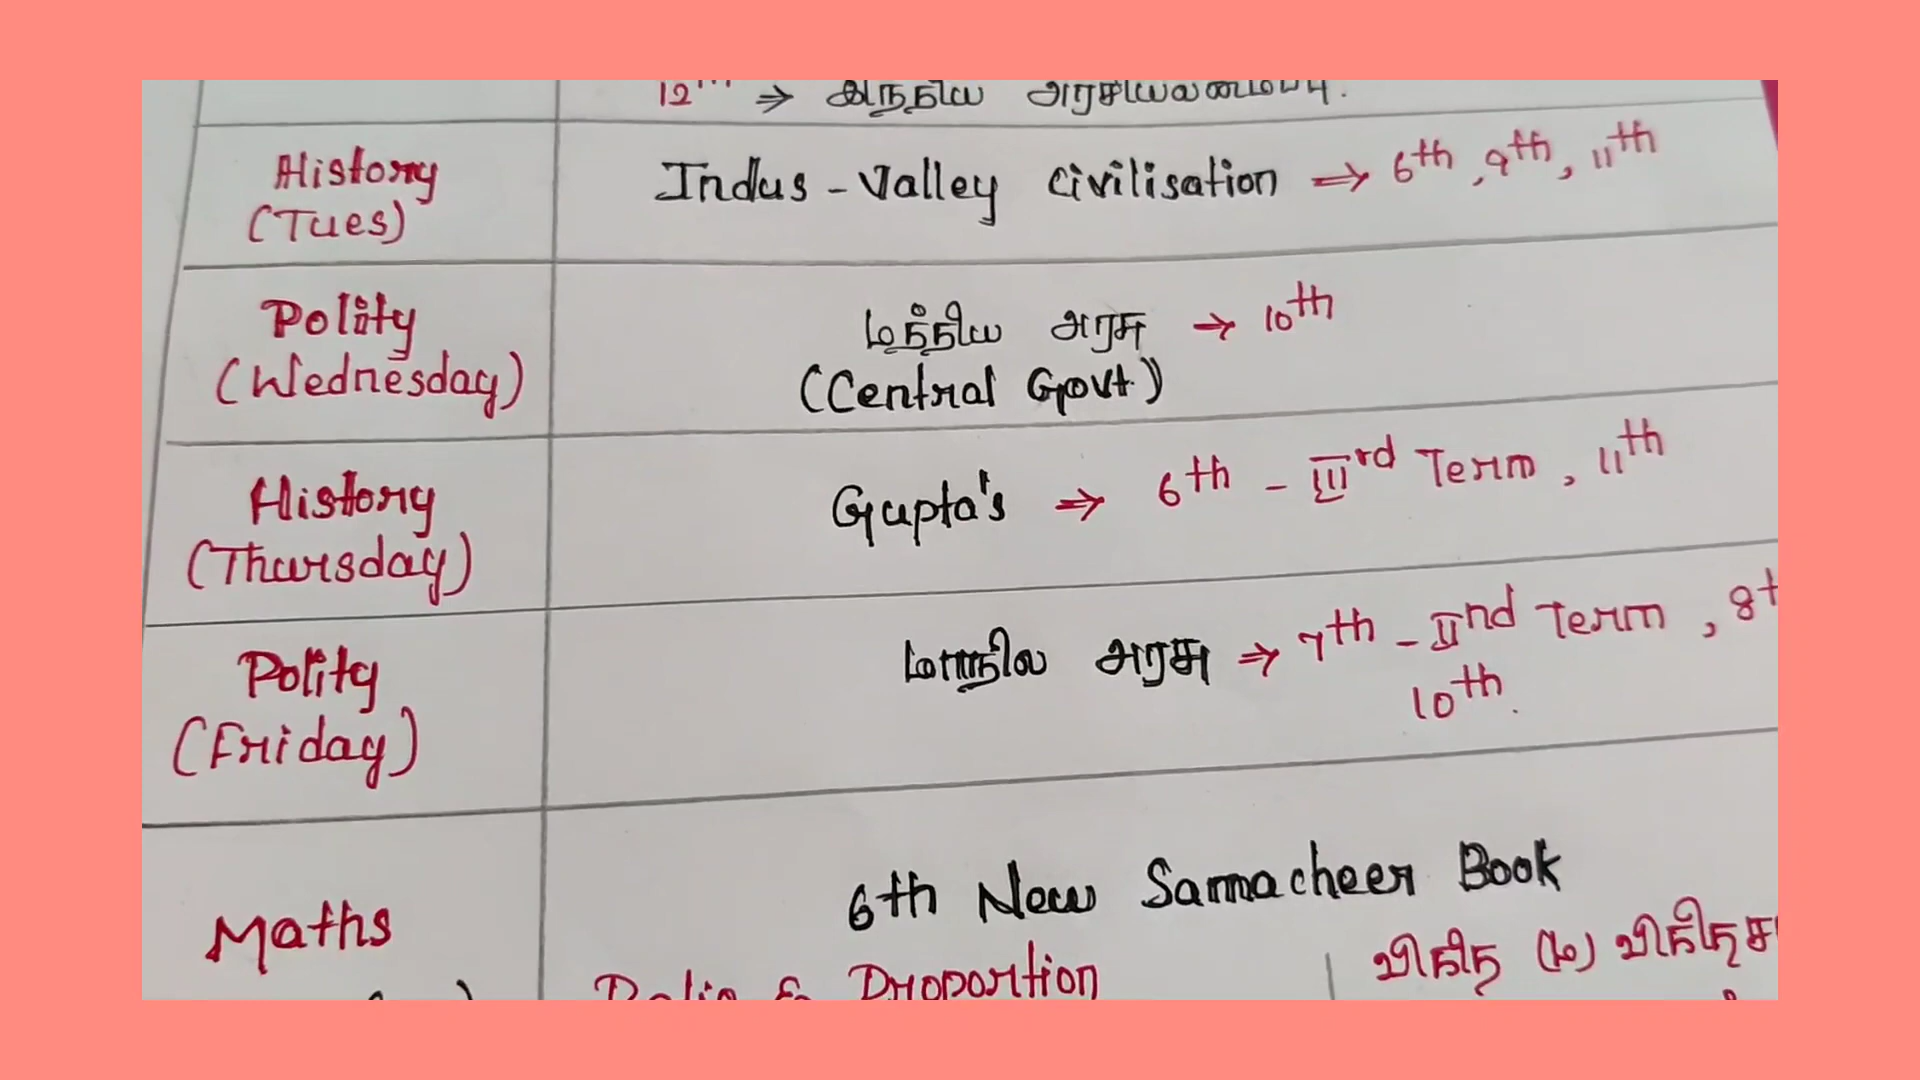 12th ⇒ இந்திய அரசியலமைப்பு.
History
(Tues)
Indus - Valley Civilisation ⇒ 6th, 9th, 11th
Polity
(Wednesday)
மத்திய அரசு → 10th
(Central Govt)
History
(Thursday)
Gupta's ⇒ 6th - IIIrd Term, 11th
Polity
(Friday)
மாநில அரசு ⇒ 7th - IInd Term, 8t
10th.
Maths
6th New Samacheer Book
Ratio & Proportion
விகித (ம) விகிதச